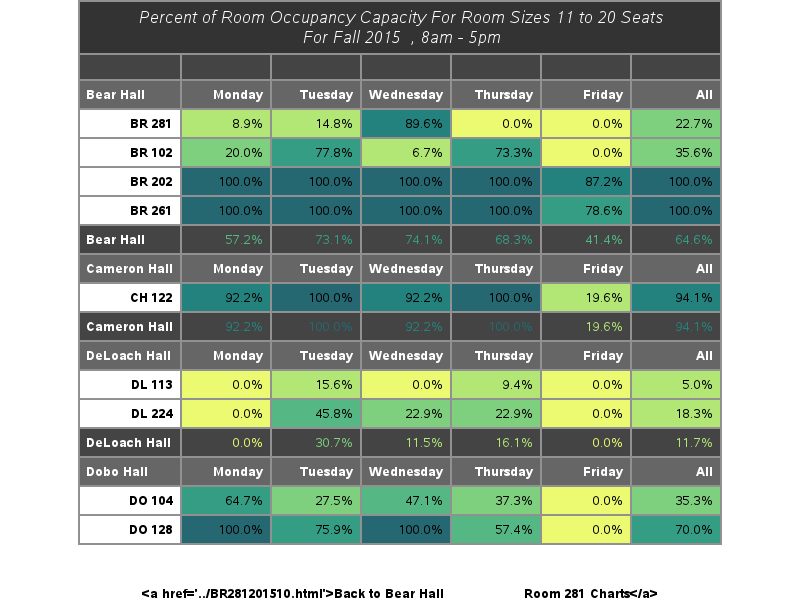 Percent of Room Occupancy Capacity For Room Sizes 11 to 20 Seats
For Fall 2015 , 8am - 5pm
Bear Hall Monday Tuesday Wednesday Thursday Friday All
BR 281 8.9% 14.8% 89.6% 0.0% 0.0% 22.7%
BR 102 20.0% 77.8% 6.7% 73.3% 0.0% 35.6%
BR 202 100.0% 100.0% 100.0% 100.0% 87.2% 100.0%
BR 261 100.0% 100.0% 100.0% 100.0% 78.6% 100.0%
Bear Hall 57.2% 73.1% 74.1% 68.3% 41.4% 64.6%
Cameron Hall Monday Tuesday Wednesday Thursday Friday All
CH 122 92.2% 100.0% 92.2% 100.0% 19.6% 94.1%
Cameron Hall 92.2% 100.0% 92.2% 100.0% 19.6% 94.1%
DeLoach Hall Monday Tuesday Wednesday Thursday Friday All
DL 113 0.0% 15.6% 0.0% 9.4% 0.0% 5.0%
DL 224 0.0% 45.8% 22.9% 22.9% 0.0% 18.3%
DeLoach Hall 0.0% 30.7% 11.5% 16.1% 0.0% 11.7%
Dobo Hall Monday Tuesday Wednesday Thursday Friday All
DO 104 64.7% 27.5% 47.1% 37.3% 0.0% 35.3%
DO 128 100.0% 75.9% 100.0% 57.4% 0.0% 70.0%
<a href='../BR281201510.html'>Back to Bear Hall Room 281 Charts</a>